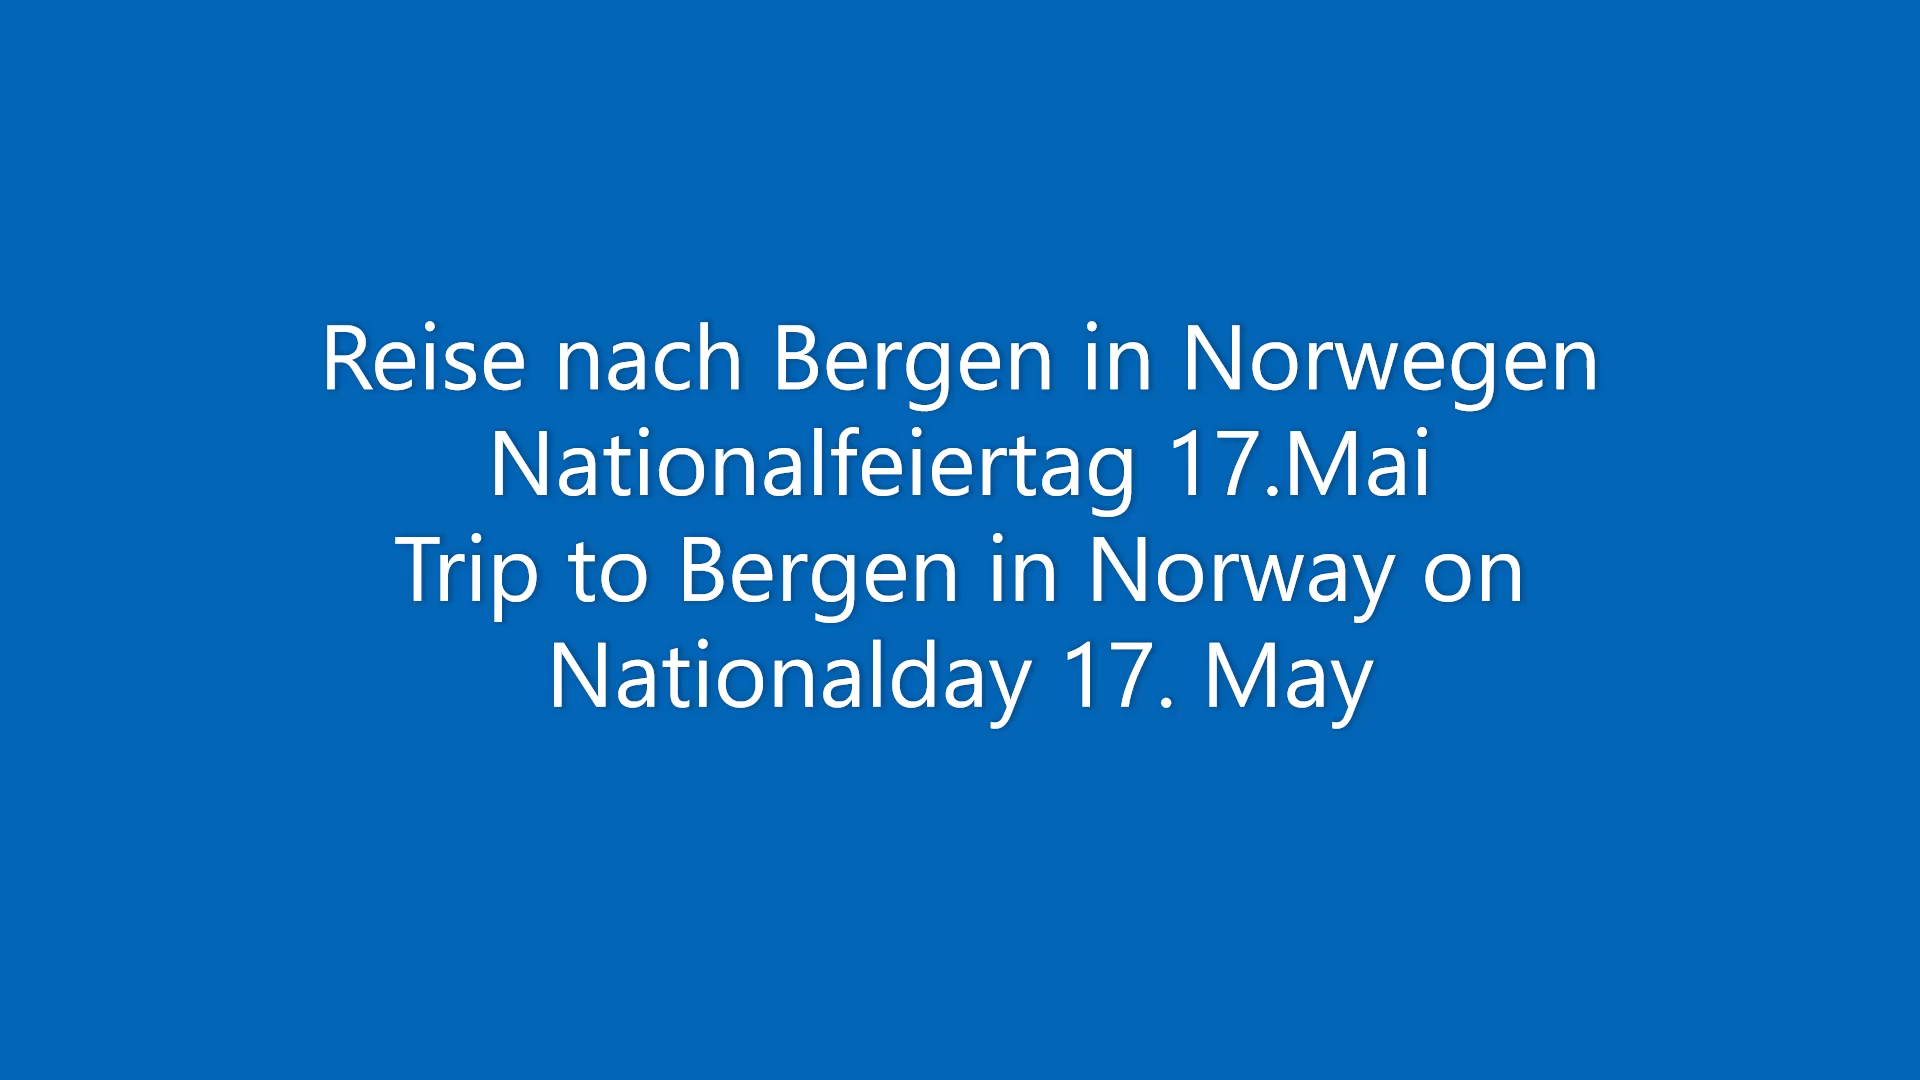 Reise nach Bergen in Norwegen
Nationalfeiertag 17.Mai
Trip to Bergen in Norway on
Nationalday 17. May